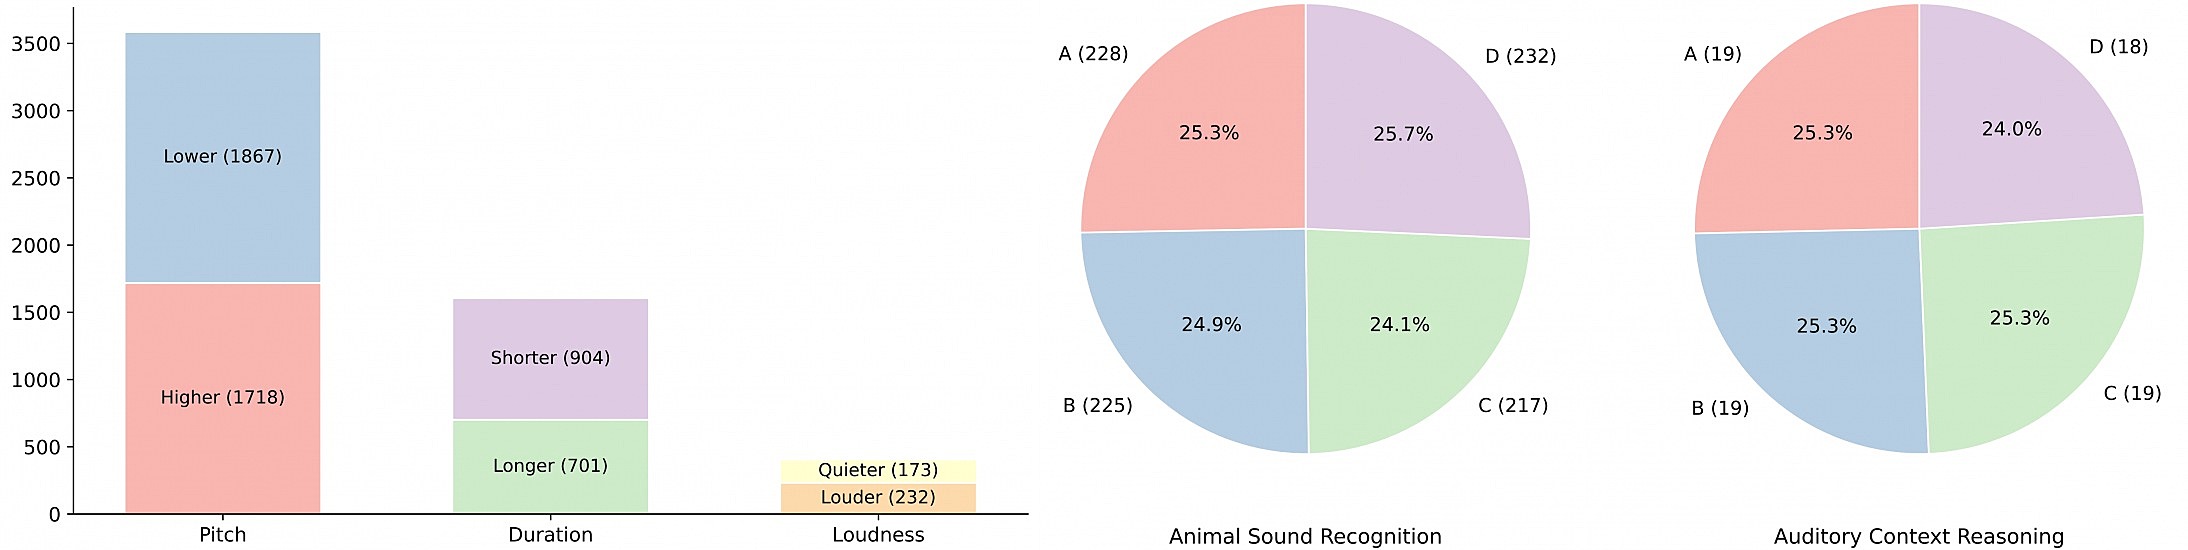 3500
3000
2500
2000
1500
1000
500
0
Lower (1867)
Higher (1718)
Shorter (904)
Longer (701)
Quieter (173)
Louder (232)
Pitch
Duration
Loudness
A (228)
D (232)
25.3%
25.7%
24.9%
24.1%
B (225)
C (217)
Animal Sound Recognition
A (19)
D (18)
25.3%
24.0%
25.3%
25.3%
B (19)
C (19)
Auditory Context Reasoning